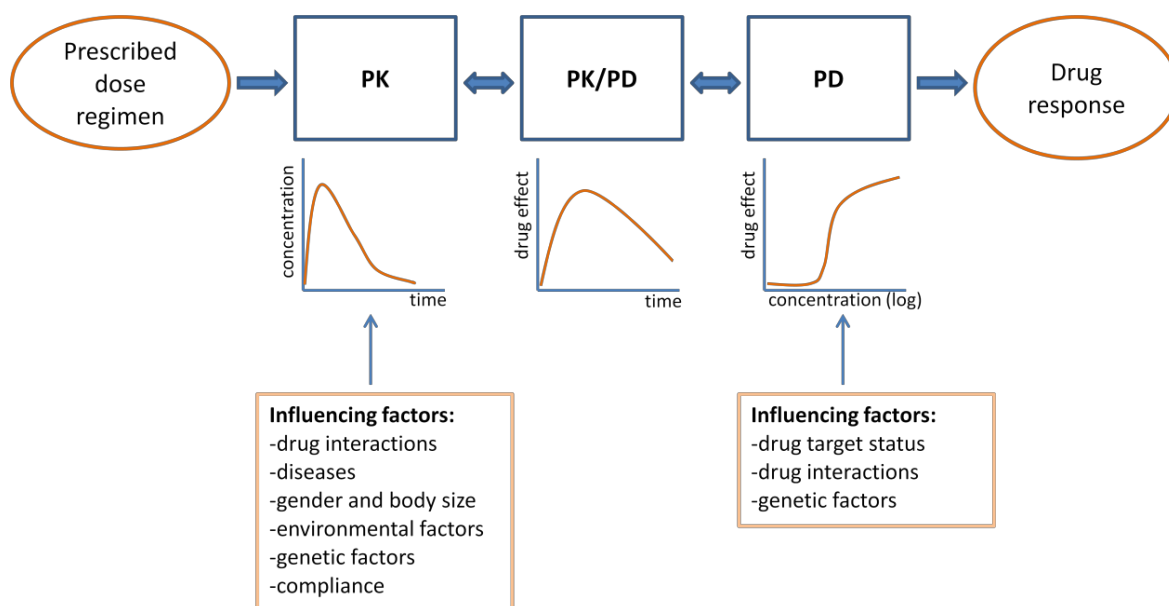 Prescribed
dose
regimen
PK
PK/PD
PD
Drug
response
concentration
time
drug effect
time
drug effect
concentration (log)
Influencing factors:
-drug interactions
-diseases
-gender and body size
-environmental factors
-genetic factors
-compliance
Influencing factors:
-drug target status
-drug interactions
-genetic factors